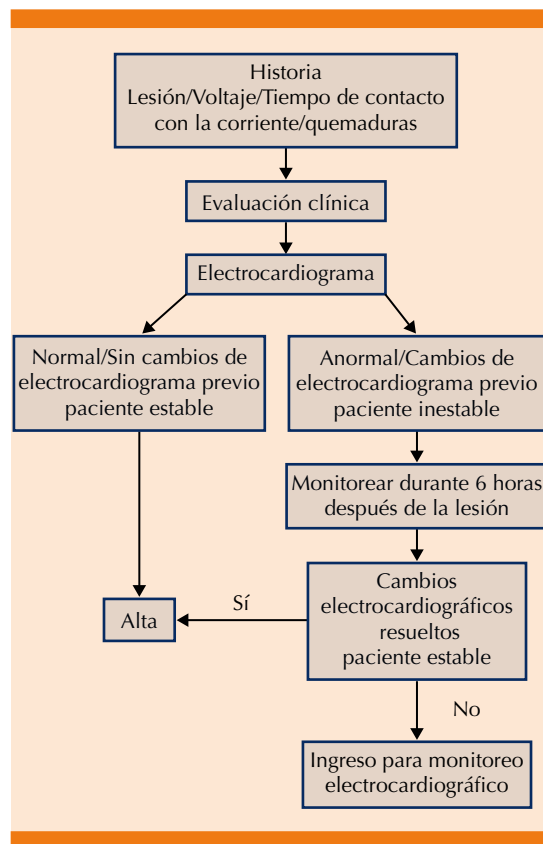 Historia
Lesión/Voltaje/Tiempo de contacto
con la corriente/quemaduras
Evaluación clínica
Electrocardiograma
Normal/Sin cambios de
electrocardiograma previo
paciente estable
Anormal/Cambios de
electrocardiograma previo
paciente inestable
Monitorear durante 6 horas
después de la lesión
Cambios
electrocardiográficos
resueltos
paciente estable
Sí
Alta
No
Ingreso para monitoreo
electrocardiográfico